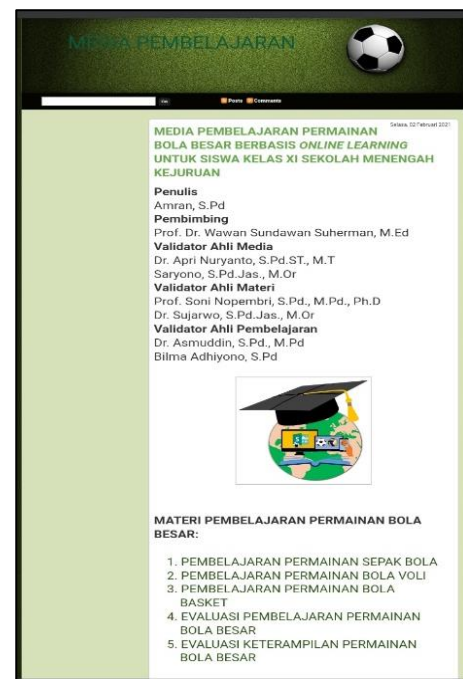 MEDIA PEMBELAJARAN
Posts Comments
Selasa, 02 Februari 2021
MEDIA PEMBELAJARAN PERMAINAN
BOLA BESAR BERBASIS ONLINE LEARNING
UNTUK SISWA KELAS XI SEKOLAH MENENGAH
KEJURUAN
Penulis
Amran, S.Pd
Pembimbing
Prof. Dr. Wawan Sundawan Suherman, M.Ed
Validator Ahli Media
Dr. Apri Nuryanto, S.Pd.ST., M.T
Saryono, S.Pd.Jas., M.Or
Validator Ahli Materi
Prof. Soni Nopembri, S.Pd., M.Pd., Ph.D
Dr. Sujarwo, S.Pd.Jas., M.Or
Validator Ahli Pembelajaran
Dr. Asmuddin, S.Pd., M.Pd
Bilma Adhiyono, S.Pd
MATERI PEMBELAJARAN PERMAINAN BOLA
BESAR:
1. PEMBELAJARAN PERMAINAN SEPAK BOLA
2. PEMBELAJARAN PERMAINAN BOLA VOLI
3. PEMBELAJARAN PERMAINAN BOLA
BASKET
4. EVALUASI PEMBELAJARAN PERMAINAN
BOLA BESAR
5. EVALUASI KETERAMPILAN PERMAINAN
BOLA BESAR